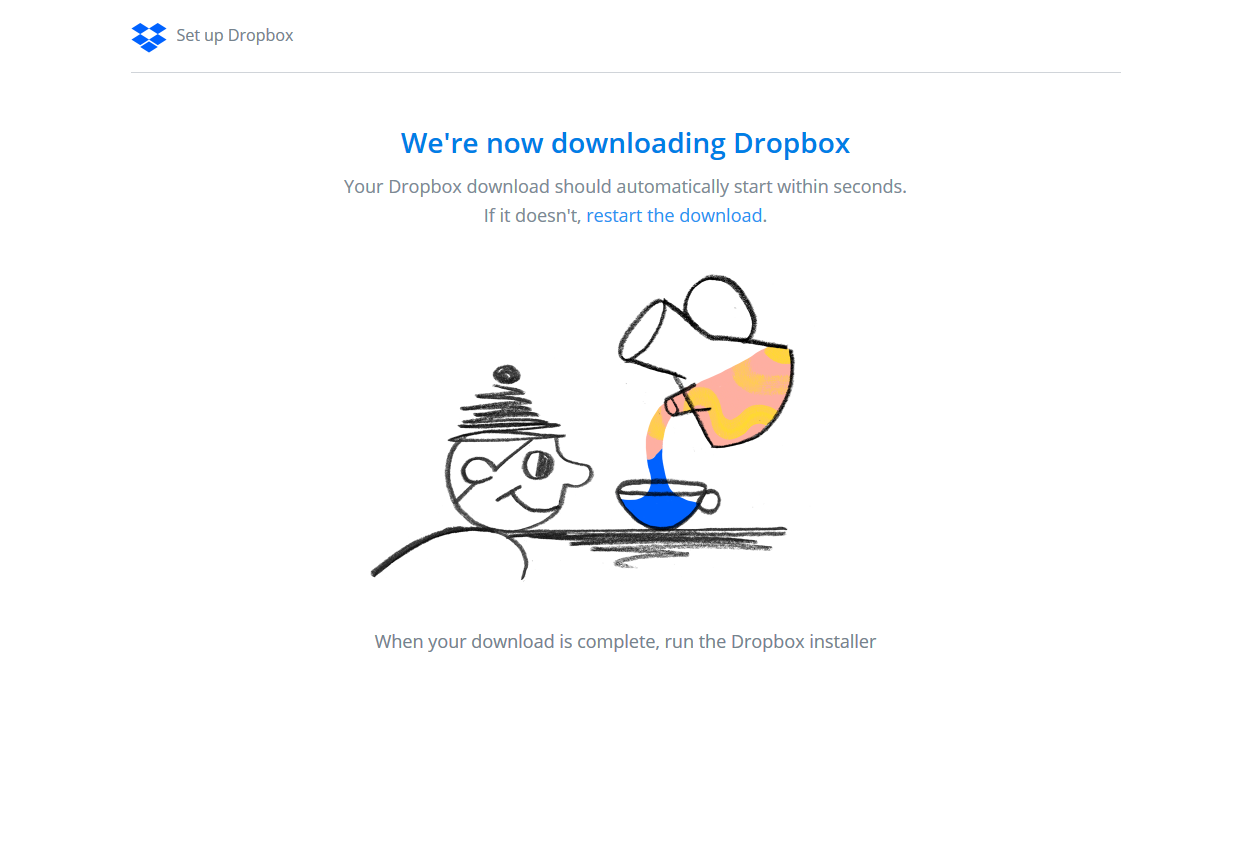 Set up Dropbox
We're now downloading Dropbox
Your Dropbox download should automatically start within seconds.
If it doesn't, restart the download.
When your download is complete, run the Dropbox installer